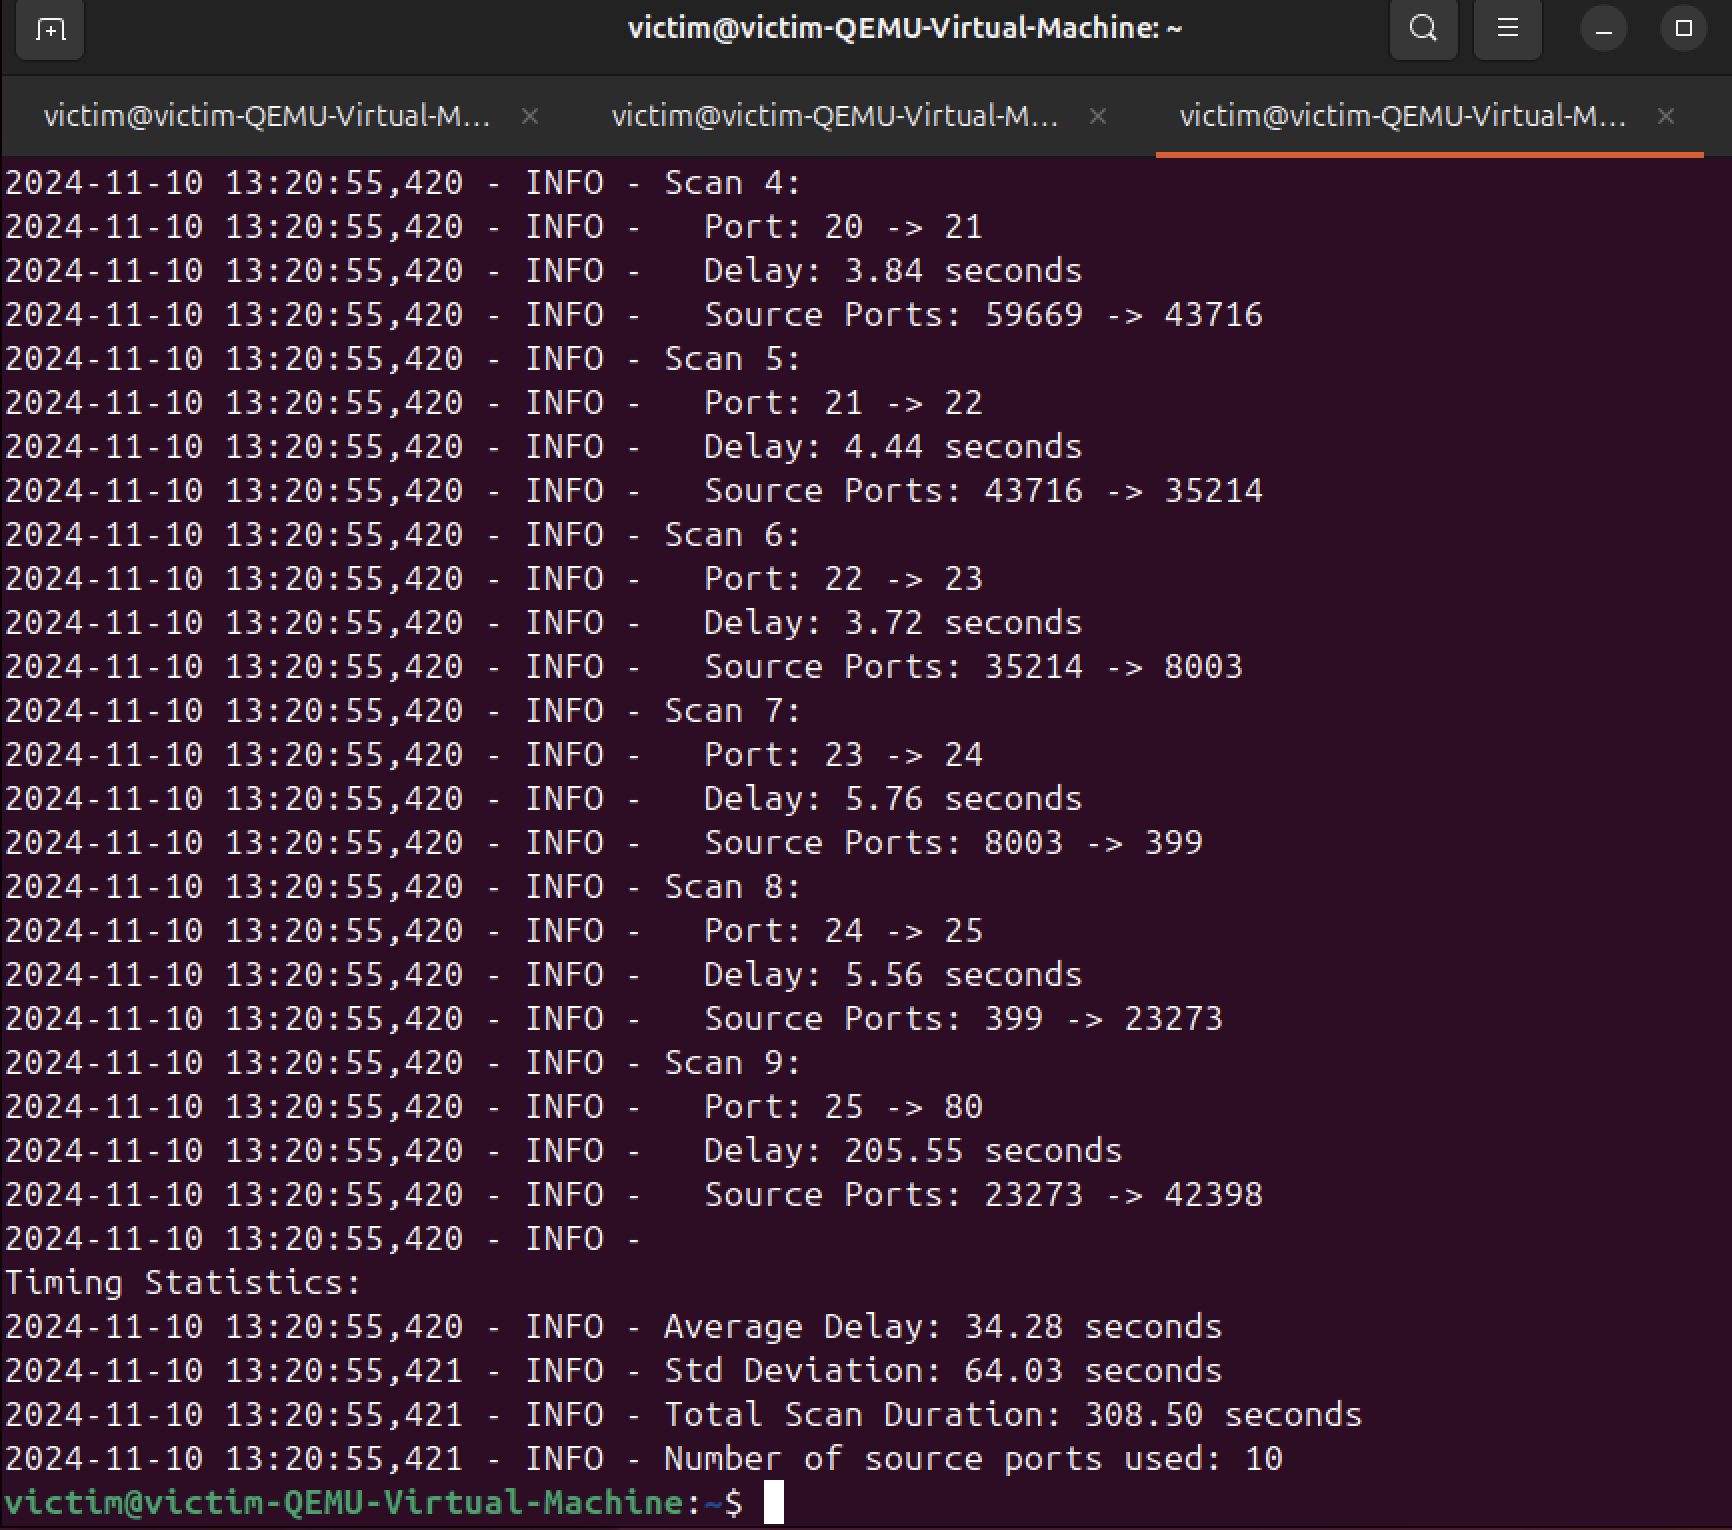 victim@victim-QEMU-Virtual-Machine: ~
victim@victim-QEMU-Virtual-M... victim@victim-QEMU-Virtual-M... victim@victim-QEMU-Virtual-M...
2024-11-10 13:20:55,420 - INFO - Scan 4:
2024-11-10 13:20:55,420 - INFO -   Port: 20 -> 21
2024-11-10 13:20:55,420 - INFO -   Delay: 3.84 seconds
2024-11-10 13:20:55,420 - INFO -   Source Ports: 59669 -> 43716
2024-11-10 13:20:55,420 - INFO - Scan 5:
2024-11-10 13:20:55,420 - INFO -   Port: 21 -> 22
2024-11-10 13:20:55,420 - INFO -   Delay: 4.44 seconds
2024-11-10 13:20:55,420 - INFO -   Source Ports: 43716 -> 35214
2024-11-10 13:20:55,420 - INFO - Scan 6:
2024-11-10 13:20:55,420 - INFO -   Port: 22 -> 23
2024-11-10 13:20:55,420 - INFO -   Delay: 3.72 seconds
2024-11-10 13:20:55,420 - INFO -   Source Ports: 35214 -> 8003
2024-11-10 13:20:55,420 - INFO - Scan 7:
2024-11-10 13:20:55,420 - INFO -   Port: 23 -> 24
2024-11-10 13:20:55,420 - INFO -   Delay: 5.76 seconds
2024-11-10 13:20:55,420 - INFO -   Source Ports: 8003 -> 399
2024-11-10 13:20:55,420 - INFO - Scan 8:
2024-11-10 13:20:55,420 - INFO -   Port: 24 -> 25
2024-11-10 13:20:55,420 - INFO -   Delay: 5.56 seconds
2024-11-10 13:20:55,420 - INFO -   Source Ports: 399 -> 23273
2024-11-10 13:20:55,420 - INFO - Scan 9:
2024-11-10 13:20:55,420 - INFO -   Port: 25 -> 80
2024-11-10 13:20:55,420 - INFO -   Delay: 205.55 seconds
2024-11-10 13:20:55,420 - INFO -   Source Ports: 23273 -> 42398
2024-11-10 13:20:55,420 - INFO -
Timing Statistics:
2024-11-10 13:20:55,420 - INFO - Average Delay: 34.28 seconds
2024-11-10 13:20:55,421 - INFO - Std Deviation: 64.03 seconds
2024-11-10 13:20:55,421 - INFO - Total Scan Duration: 308.50 seconds
2024-11-10 13:20:55,421 - INFO - Number of source ports used: 10
victim@victim-QEMU-Virtual-Machine:~$